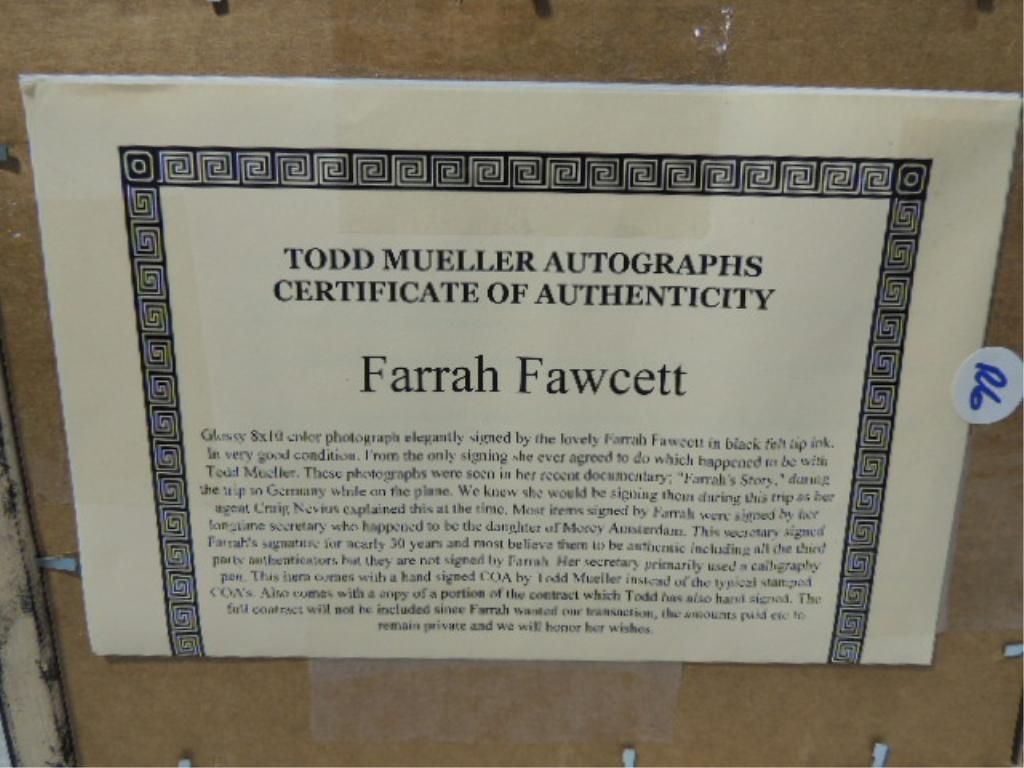 TODD MUELLER AUTOGRAPHS
CERTIFICATE OF AUTHENTICITY
Farrah Fawcett
Glossy 8x10 color photograph elegantly signed by the lovely Farrah Fawcett in black felt tip ink.
In very good condition. From the only signing she ever agreed to do which happened to be with
Todd Mueller. These photographs were seen in her recent documentary; "Farrah's Story," during
the trip to Germany while on the plane. We knew she would be signing them during this trip as her
agent Craig Nevius explained this at the time. Most items signed by Farrah were signed by her
longtime secretary who happened to be the daughter of Morey Amsterdam. This secretary signed
Farrah's signature for nearly 30 years and most believe them to be authentic including all the third
party authenticators but they are not signed by Farrah. Her secretary primarily used a calligraphy
pen. This item comes with a hand signed COA by Todd Mueller instead of the typical stamped
COA's. Also comes with a copy of a portion of the contract which Todd has also hand signed. The
full contract will not be included since Farrah wanted our transaction, the amounts paid etc to
remain private and we will honor her wishes.
R6